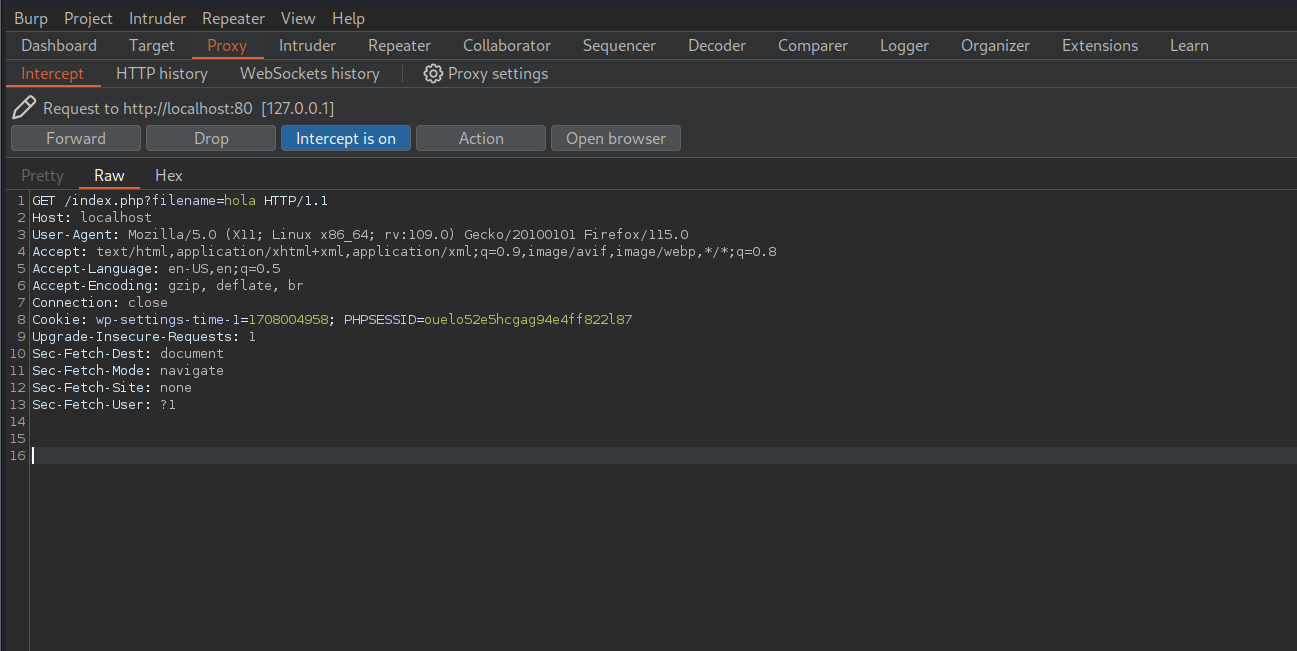 Burp Project Intruder Repeater View Help
Dashboard Target Proxy Intruder Repeater Collaborator Sequencer Decoder Comparer Logger Organizer Extensions Learn
Intercept HTTP history WebSockets history Proxy settings
Request to http://localhost:80 [127.0.0.1]
Forward Drop Intercept is on Action Open browser
Pretty Raw Hex
1 GET /index.php?filename=hola HTTP/1.1
2 Host: localhost
3 User-Agent: Mozilla/5.0 (X11; Linux x86_64; rv:109.0) Gecko/20100101 Firefox/115.0
4 Accept: text/html,application/xhtml+xml,application/xml;q=0.9,image/avif,image/webp,*/*;q=0.8
5 Accept-Language: en-US,en;q=0.5
6 Accept-Encoding: gzip, deflate, br
7 Connection: close
8 Cookie: wp-settings-time-1=1708004958; PHPSESSID=ouelo52e5hcgag94e4ff822l87
9 Upgrade-Insecure-Requests: 1
10 Sec-Fetch-Dest: document
11 Sec-Fetch-Mode: navigate
12 Sec-Fetch-Site: none
13 Sec-Fetch-User: ?1
14
15
16